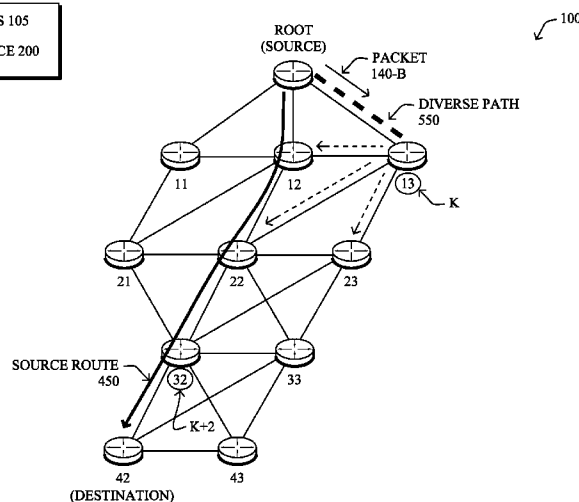 S 105
CE 200
100
ROOT
(SOURCE)
PACKET
140-B
DIVERSE PATH
550
11
12
13
K
21
22
23
SOURCE ROUTE
450
32
33
K+2
42
43
(DESTINATION)